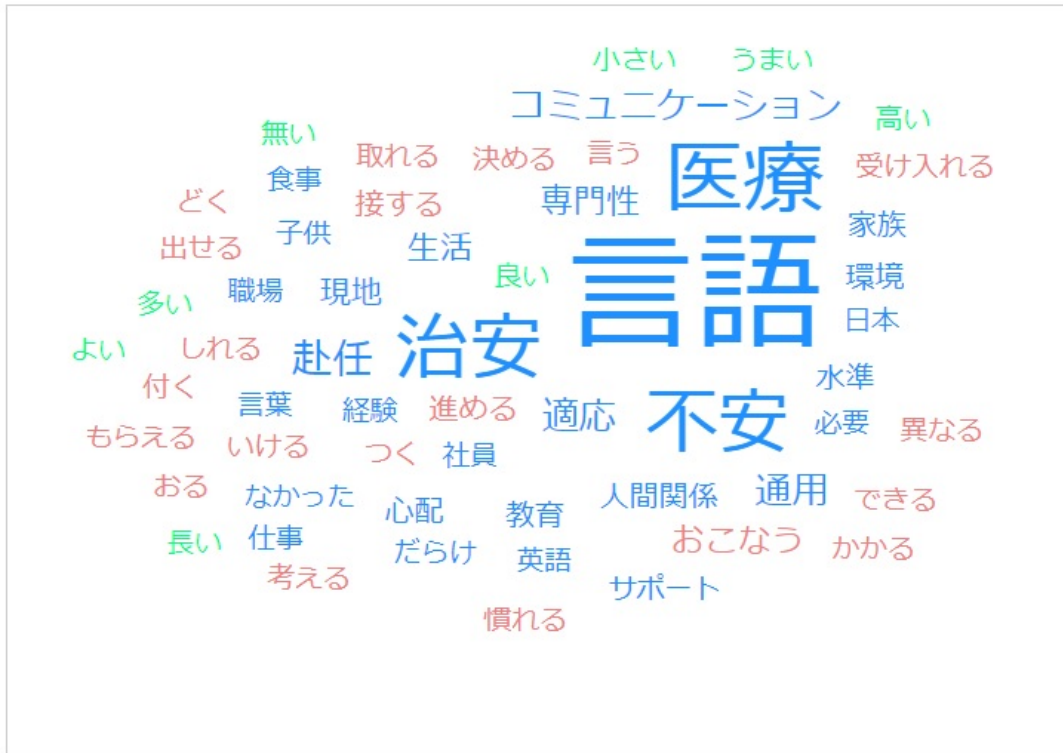 小さい うまい
コミュニケーション 高い
無い 取れる 決める 言う 医療 受け入れる
食事 接する 専門性
どく 子供 生活 家族
出せる 良い 言語 環境
多い 職場 現地 日本
よい しれる 赴任 治安
付く 水準
言葉 経験 進める 適応 不安 必要 異なる
もらえる いける つく 社員
おる なかった 心配 教育 人間関係 通用 できる
長い 仕事 だらけ 英語 おこなう かかる
考える サポート
慣れる